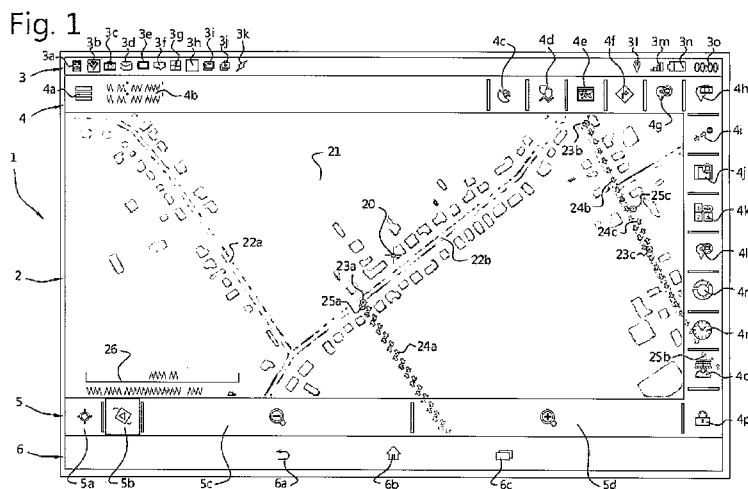 Fig. 1
3a 3b 3c 3d 3e 3f 3g 3h 3i 3j 3k 4c 4d 4e 4f 3l 3m 3n 3o
3 00:00
4a 4b 4h
4 4g
23b 4i
21
1 25c 4j
20 24b
24c 4k
22a 22b 23c
2 23a 4l
25a
4m
24a 4n
26 25b
4o
5
4p
6
5a 5b 5c 6a 6b 6c 5d